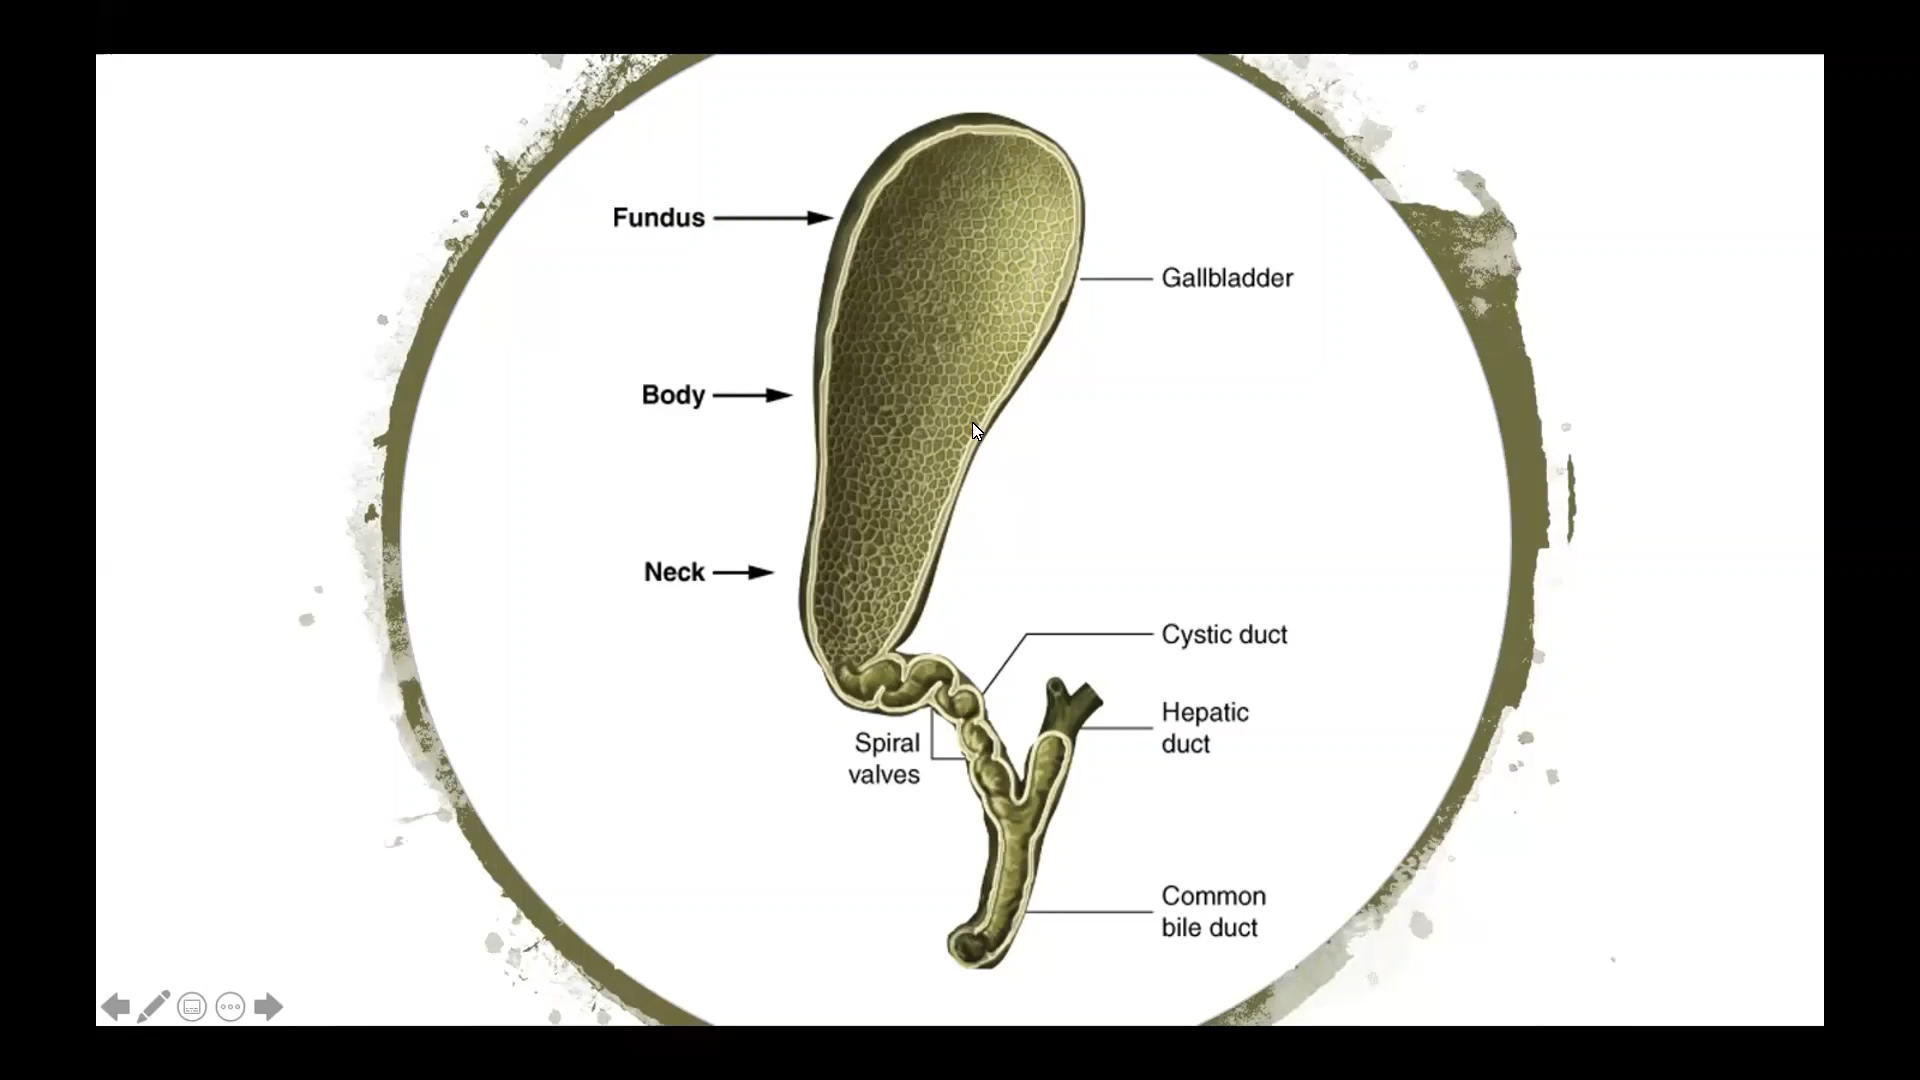 Fundus
Gallbladder
Body
Neck
Cystic duct
Hepatic
duct
Spiral
valves
Common
bile duct